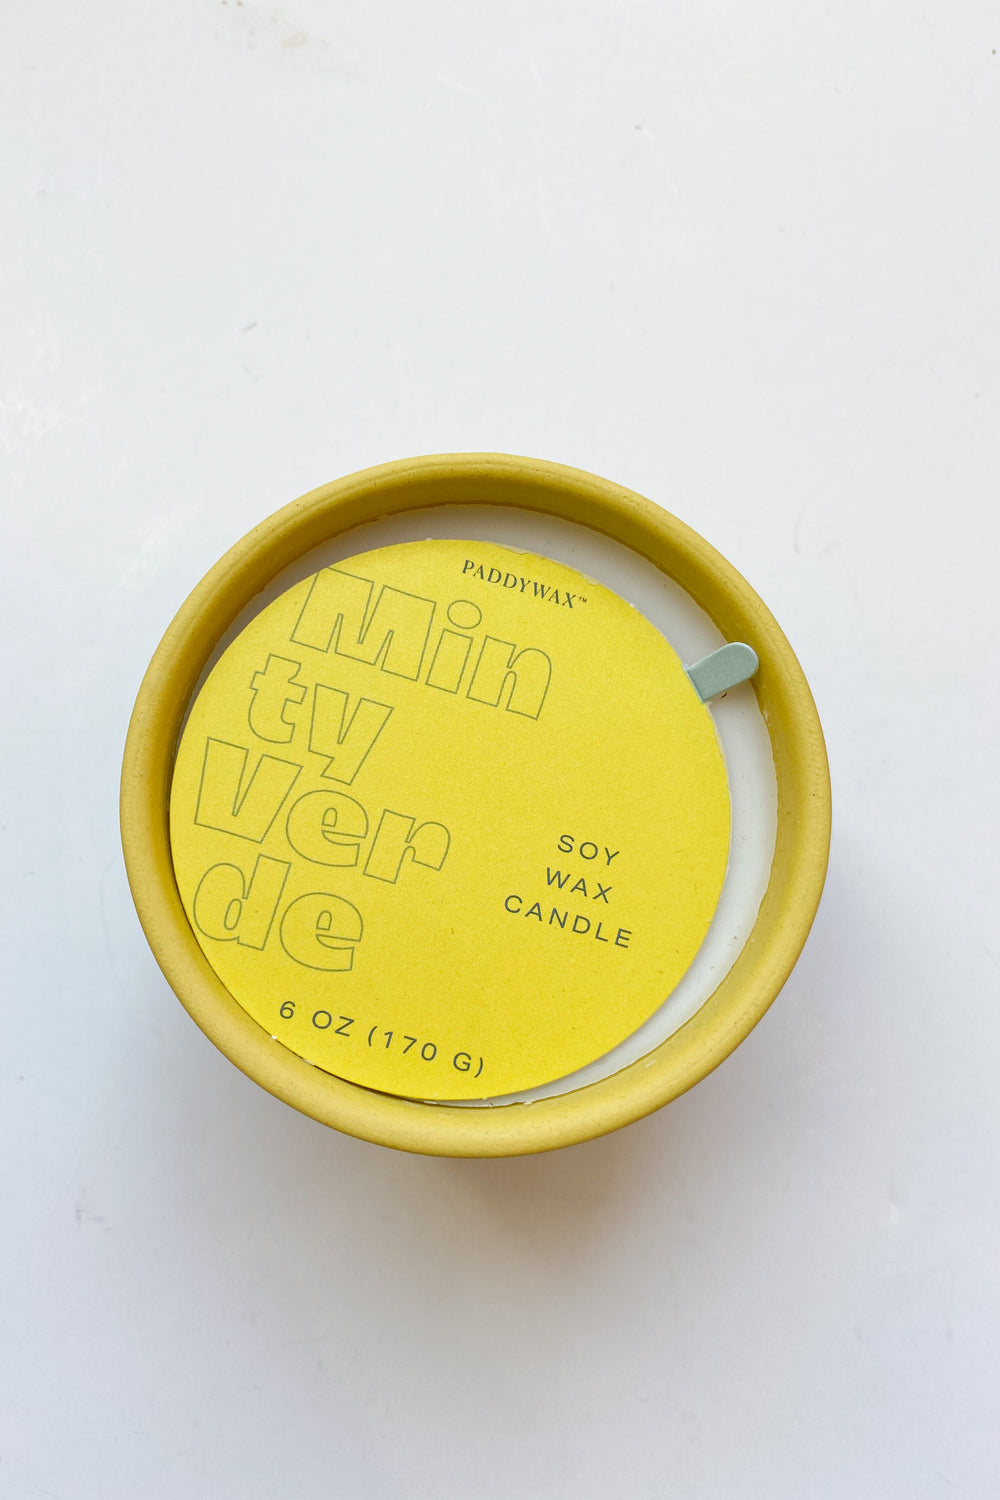 PADDYWAX™
Min
ty
Ver
de
SOY
WAX
CANDLE
6 OZ (170 G)